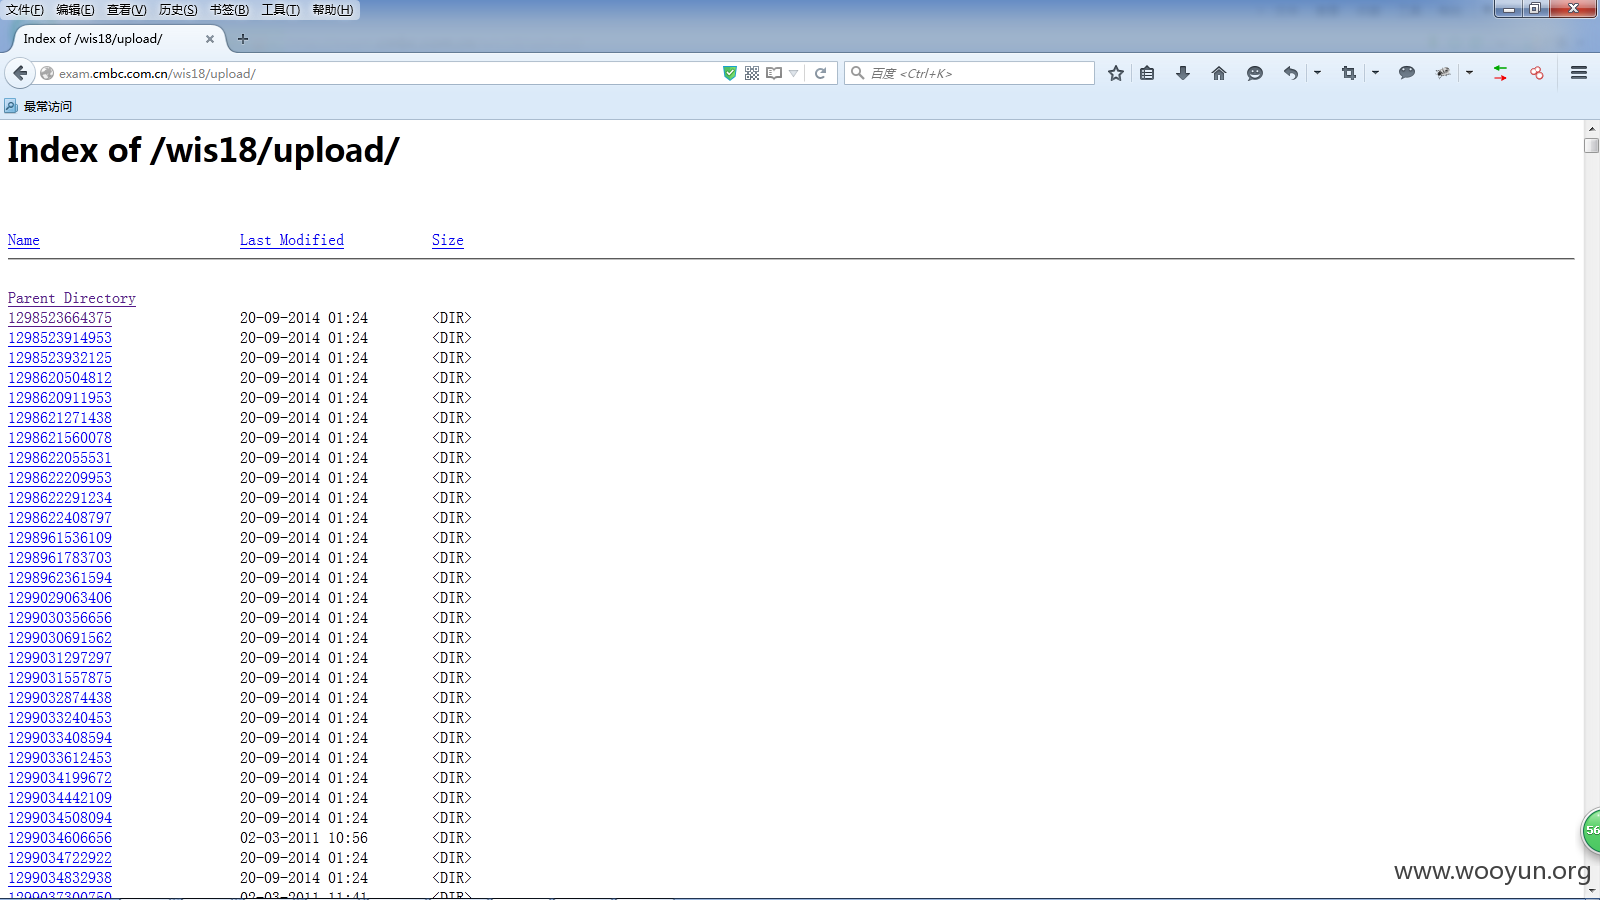 文件(F) 编辑(E) 查看(V) 历史(S) 书签(B) 工具(T) 帮助(H)
Index of /wis18/upload/
exam.cmbc.com.cn/wis18/upload/
百度 <Ctrl+K>
最常访问
Index of /wis18/upload/
Name Last Modified Size
Parent Directory
1298523664375 20-09-2014 01:24 <DIR>
1298523914953 20-09-2014 01:24 <DIR>
1298523932125 20-09-2014 01:24 <DIR>
1298620504812 20-09-2014 01:24 <DIR>
1298620911953 20-09-2014 01:24 <DIR>
1298621271438 20-09-2014 01:24 <DIR>
1298621560078 20-09-2014 01:24 <DIR>
1298622055531 20-09-2014 01:24 <DIR>
1298622209953 20-09-2014 01:24 <DIR>
1298622291234 20-09-2014 01:24 <DIR>
1298622408797 20-09-2014 01:24 <DIR>
1298961536109 20-09-2014 01:24 <DIR>
1298961783703 20-09-2014 01:24 <DIR>
1298962361594 20-09-2014 01:24 <DIR>
1299029063406 20-09-2014 01:24 <DIR>
1299030356656 20-09-2014 01:24 <DIR>
1299030691562 20-09-2014 01:24 <DIR>
1299031297297 20-09-2014 01:24 <DIR>
1299031557875 20-09-2014 01:24 <DIR>
1299032874438 20-09-2014 01:24 <DIR>
1299033240453 20-09-2014 01:24 <DIR>
1299033408594 20-09-2014 01:24 <DIR>
1299033612453 20-09-2014 01:24 <DIR>
1299034199672 20-09-2014 01:24 <DIR>
1299034442109 20-09-2014 01:24 <DIR>
1299034508094 20-09-2014 01:24 <DIR>
1299034606656 02-03-2011 10:56 <DIR>
1299034722922 20-09-2014 01:24 <DIR>
1299034832938 20-09-2014 01:24 <DIR>
1299037300750 02-03-2011 11:41 <DIR>
56
www.wooyun.org